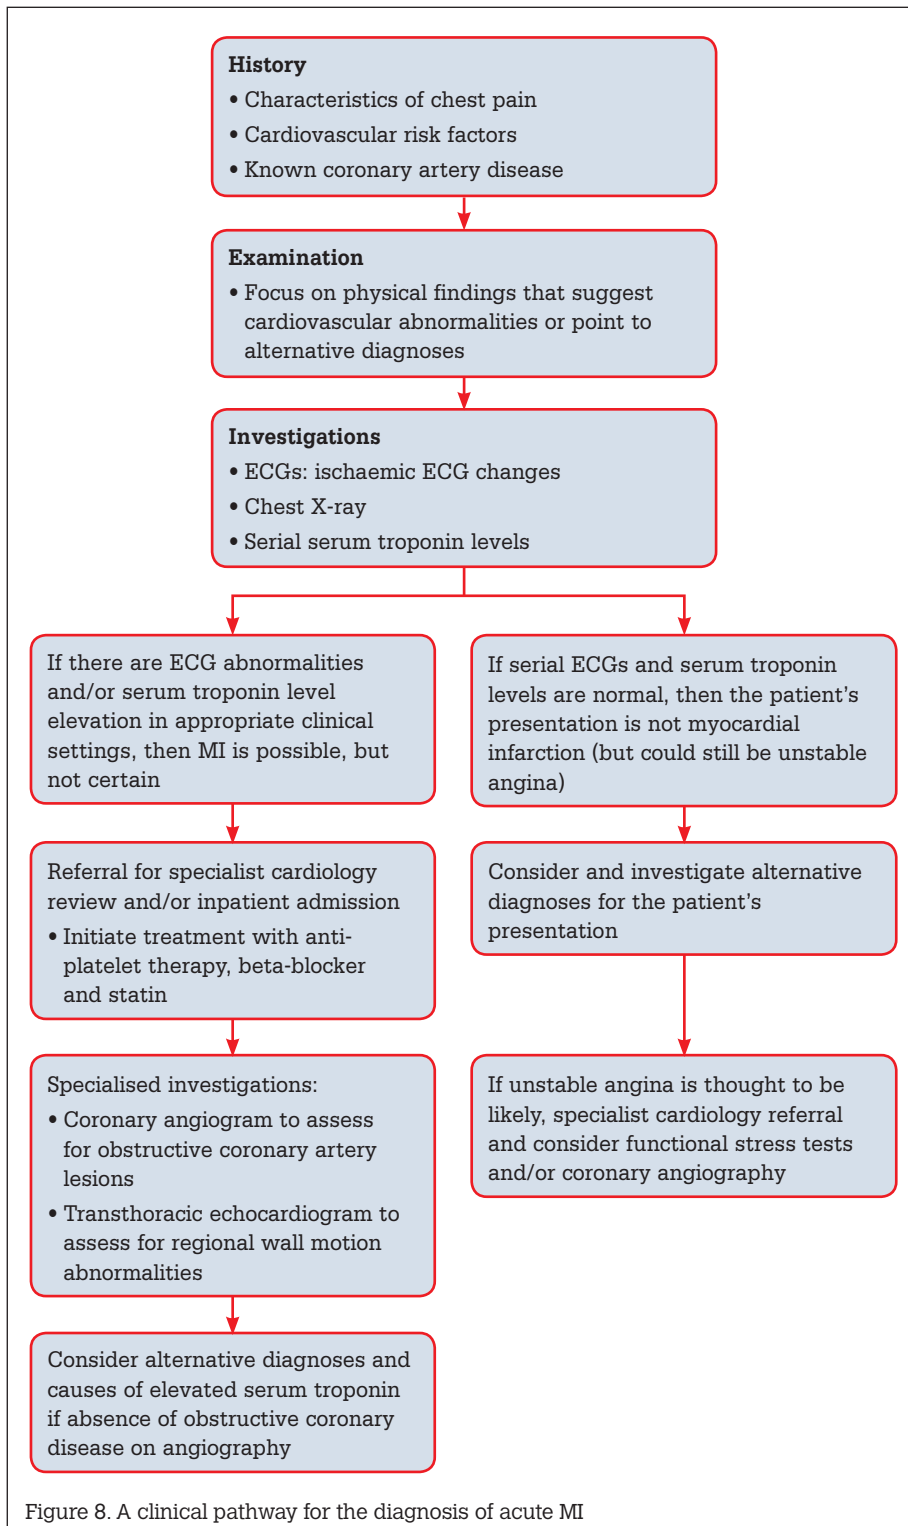 History
• Characteristics of chest pain
• Cardiovascular risk factors
• Known coronary artery disease
Examination
• Focus on physical findings that suggest
cardiovascular abnormalities or point to
alternative diagnoses
Investigations
• ECGs: ischaemic ECG changes
• Chest X-ray
• Serial serum troponin levels
If there are ECG abnormalities
and/or serum troponin level
elevation in appropriate clinical
settings, then MI is possible, but
not certain
If serial ECGs and serum troponin
levels are normal, then the patient's
presentation is not myocardial
infarction (but could still be unstable
angina)
Referral for specialist cardiology
review and/or inpatient admission
• Initiate treatment with anti-
platelet therapy, beta-blocker
and statin
Consider and investigate alternative
diagnoses for the patient's
presentation
Specialised investigations:
• Coronary angiogram to assess
for obstructive coronary artery
lesions
• Transthoracic echocardiogram to
assess for regional wall motion
abnormalities
If unstable angina is thought to be
likely, specialist cardiology referral
and consider functional stress tests
and/or coronary angiography
Consider alternative diagnoses and
causes of elevated serum troponin
if absence of obstructive coronary
disease on angiography
Figure 8. A clinical pathway for the diagnosis of acute MI